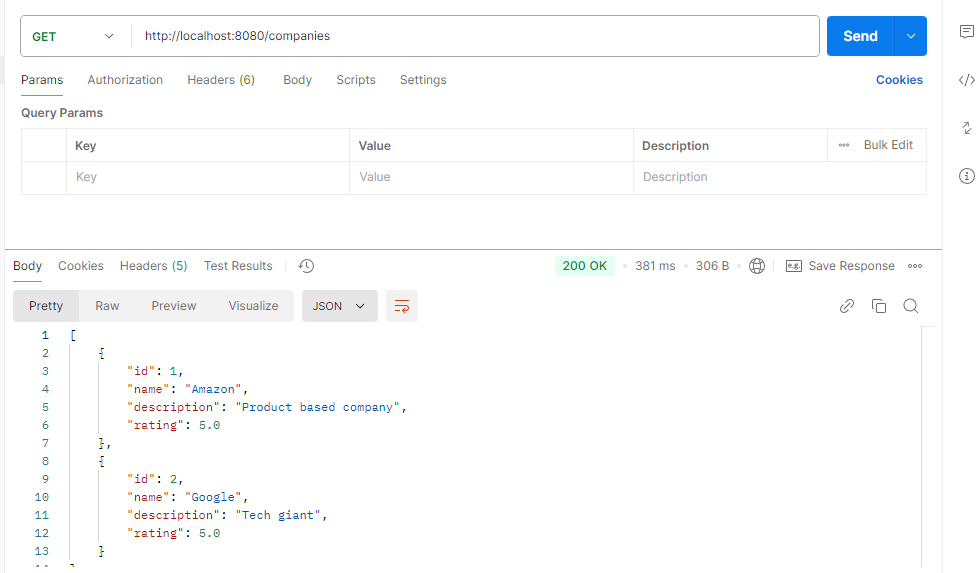 GET http://localhost:8080/companies Send
Params Authorization Headers (6) Body Scripts Settings Cookies
Query Params
Key Value Description Bulk Edit
Key Value Description
Body Cookies Headers (5) Test Results 200 OK 381 ms 306 B e.g. Save Response
Pretty Raw Preview Visualize JSON
1 [
2 {
3 "id": 1,
4 "name": "Amazon",
5 "description": "Product based company",
6 "rating": 5.0
7 },
8 {
9 "id": 2,
10 "name": "Google",
11 "description": "Tech giant",
12 "rating": 5.0
13 }